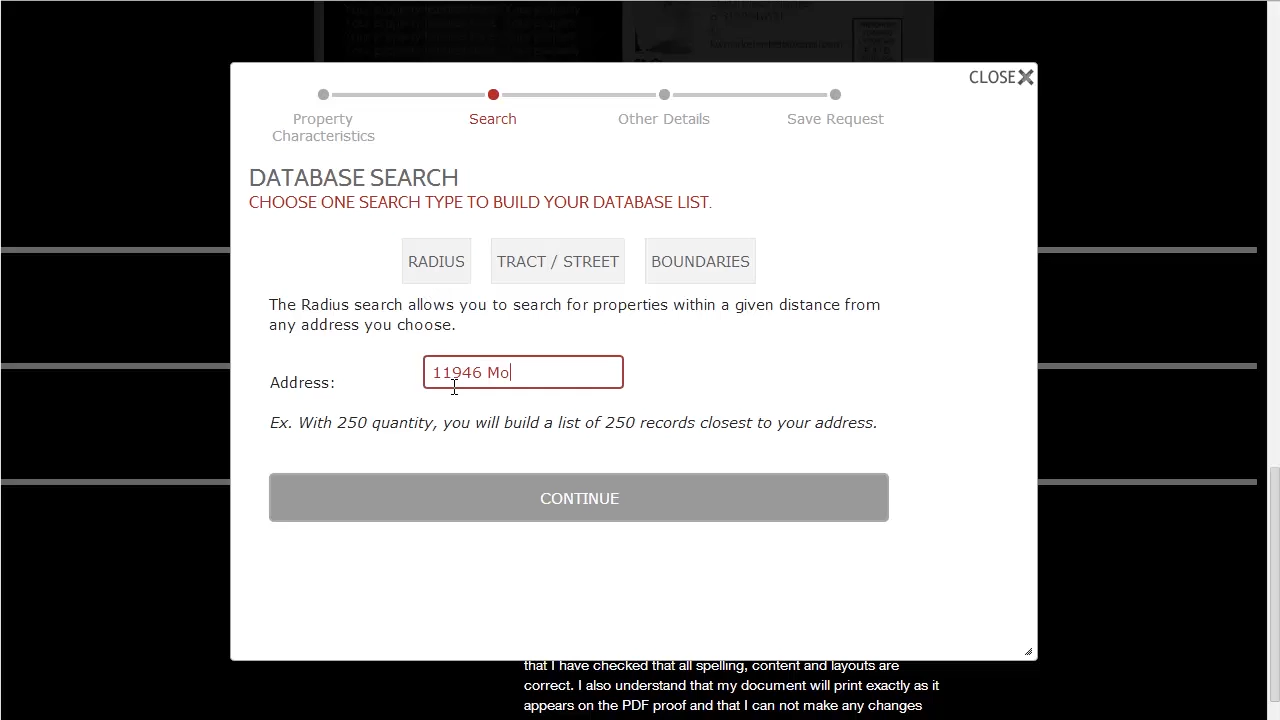 CLOSE
Property
Characteristics
Search
Other Details
Save Request
DATABASE SEARCH
CHOOSE ONE SEARCH TYPE TO BUILD YOUR DATABASE LIST.
RADIUS
TRACT / STREET
BOUNDARIES
The Radius search allows you to search for properties within a given distance from
any address you choose.
Address:
11946 Mo
Ex. With 250 quantity, you will build a list of 250 records closest to your address.
CONTINUE
that I have checked that all spelling, content and layouts are
correct. I also understand that my document will print exactly as it
appears on the PDF proof and that I can not make any changes